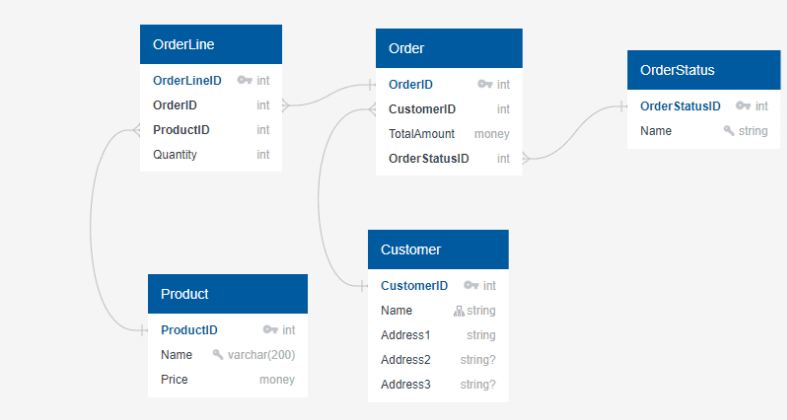 OrderLine
OrderLineID int
OrderID int
ProductID int
Quantity int
Order
OrderID int
CustomerID int
TotalAmount money
OrderStatusID int
OrderStatus
OrderStatusID int
Name string
Product
ProductID int
Name varchar(200)
Price money
Customer
CustomerID int
Name string
Address1 string
Address2 string?
Address3 string?